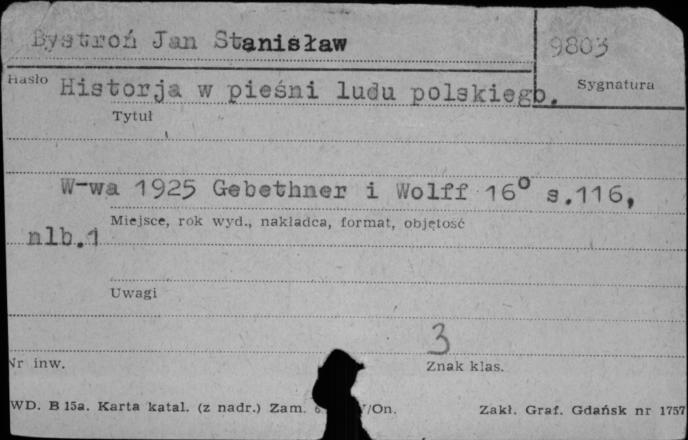 Bystroń Jan Stanisław
9803
Hasło
Sygnatura
Historja w pieśni ludu polskiego.
Tytuł
W-wa 1925 Gebethner i Wolff 16° s.116,
Miejsce, rok wyd., nakładca, format, objętość
nlb.1
Uwagi
3
Nr inw.
Znak klas.
WD. B 15a. Karta katal. (z nadr.) Zam. /On.
Zakł. Graf. Gdańsk nr 1757